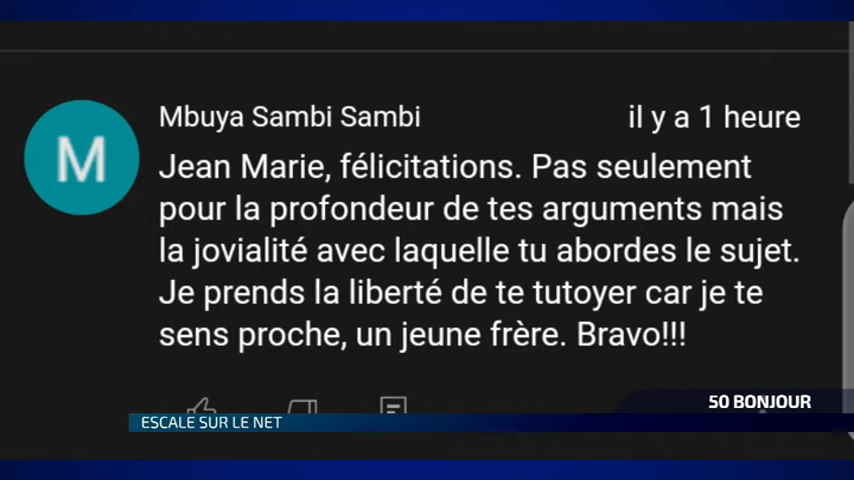 M
Mbuya Sambi Sambi il y a 1 heure
Jean Marie, félicitations. Pas seulement
pour la profondeur de tes arguments mais
la jovialité avec laquelle tu abordes le sujet.
Je prends la liberté de te tutoyer car je te
sens proche, un jeune frère. Bravo!!!
50 BONJOUR
ESCALE SUR LE NET